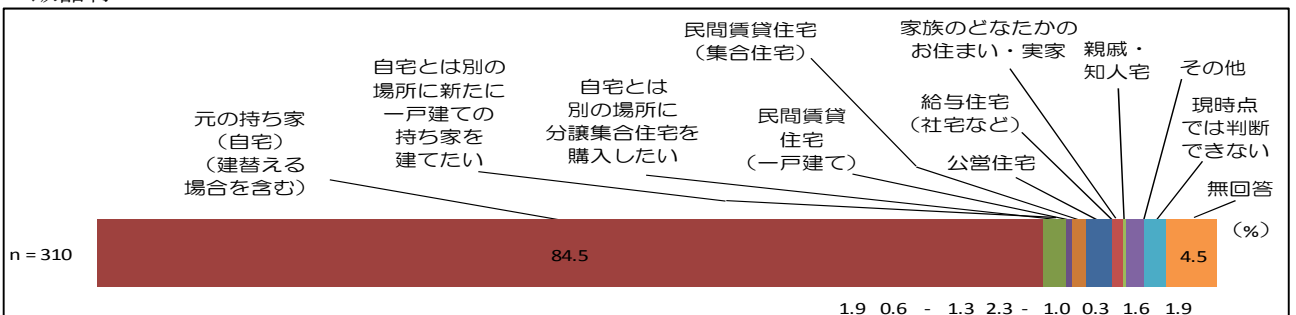 元の持ち家
（自宅）
（建替える
場合を含む）
自宅とは別の
場所に新たに
一戸建ての
持ち家を
建てたい
自宅とは
別の場所に
分譲集合住宅を
購入したい
民間賃貸
住宅
（一戸建て）
民間賃貸住宅
（集合住宅）
公営住宅
給与住宅
（社宅など）
家族のどなたかの
お住まい・実家
親戚・
知人宅
その他
現時点
では判断
できない
無回答
（%）
n = 310
84.5
4.5
1.9 0.6 - 1.3 2.3 - 1.0 0.3 1.6 1.9